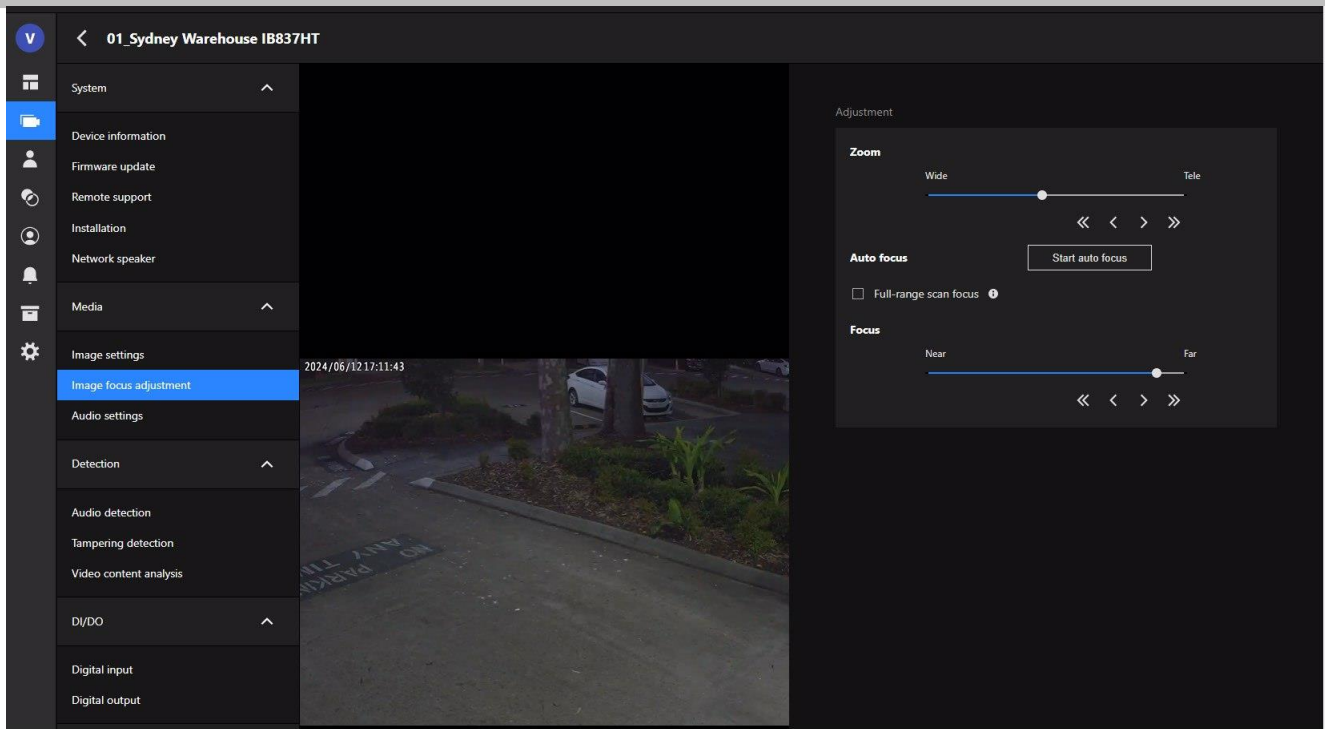 V
01_Sydney Warehouse IB837HT
System
Device information
Firmware update
Remote support
Installation
Network speaker
Media
Image settings
Image focus adjustment
Audio settings
Detection
Audio detection
Tampering detection
Video content analysis
DI/DO
Digital input
Digital output
2024/06/12 17:11:43
NO
ANY
PARKIN
TIM
Adjustment
Zoom
Wide
Tele
Auto focus
Start auto focus
Full-range scan focus
Focus
Near
Far